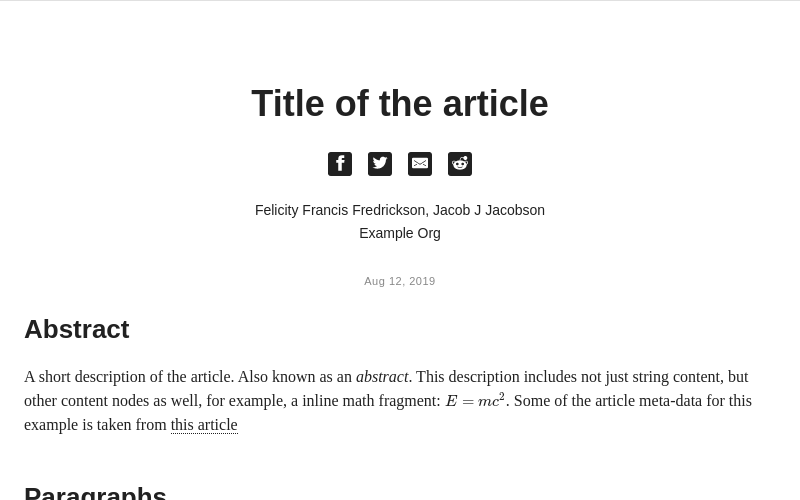 Title of the article
Felicity Francis Fredrickson, Jacob J Jacobson
Example Org
Aug 12, 2019
Abstract
A short description of the article. Also known as an abstract. This description includes not just string content, but
other content nodes as well, for example, a inline math fragment: E = mc². Some of the article meta-data for this
example is taken from this article
Paragraphs